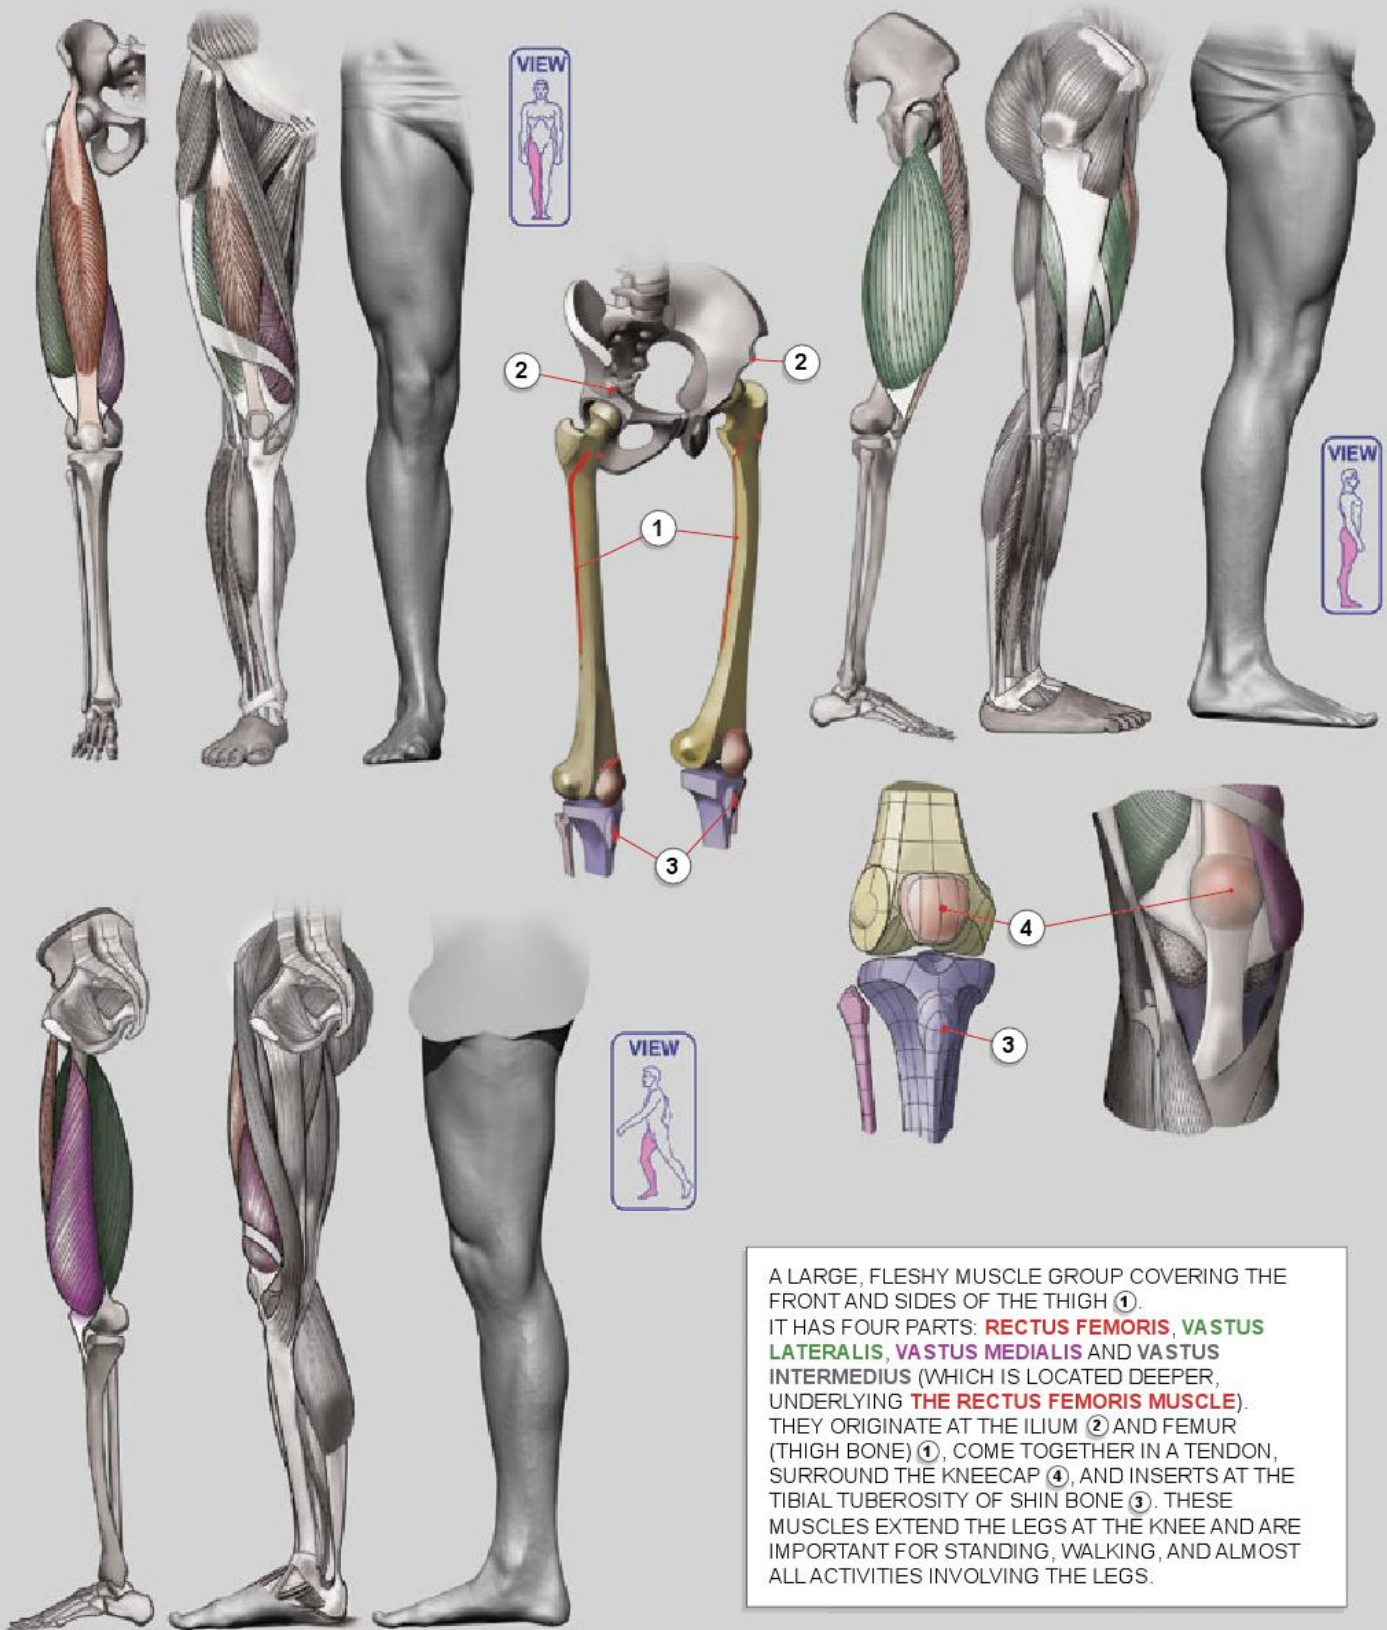 VIEW
2
2
1
VIEW
3
4
3
VIEW
A LARGE, FLESHY MUSCLE GROUP COVERING THE
FRONT AND SIDES OF THE THIGH 1.
IT HAS FOUR PARTS: RECTUS FEMORIS, VASTUS
LATERALIS, VASTUS MEDIALIS AND VASTUS
INTERMEDIUS (WHICH IS LOCATED DEEPER,
UNDERLYING THE RECTUS FEMORIS MUSCLE).
THEY ORIGINATE AT THE ILIUM 2 AND FEMUR
(THIGH BONE) 1, COME TOGETHER IN A TENDON,
SURROUND THE KNEECAP 4, AND INSERTS AT THE
TIBIAL TUBEROSITY OF SHIN BONE 3. THESE
MUSCLES EXTEND THE LEGS AT THE KNEE AND ARE
IMPORTANT FOR STANDING, WALKING, AND ALMOST
ALL ACTIVITIES INVOLVING THE LEGS.